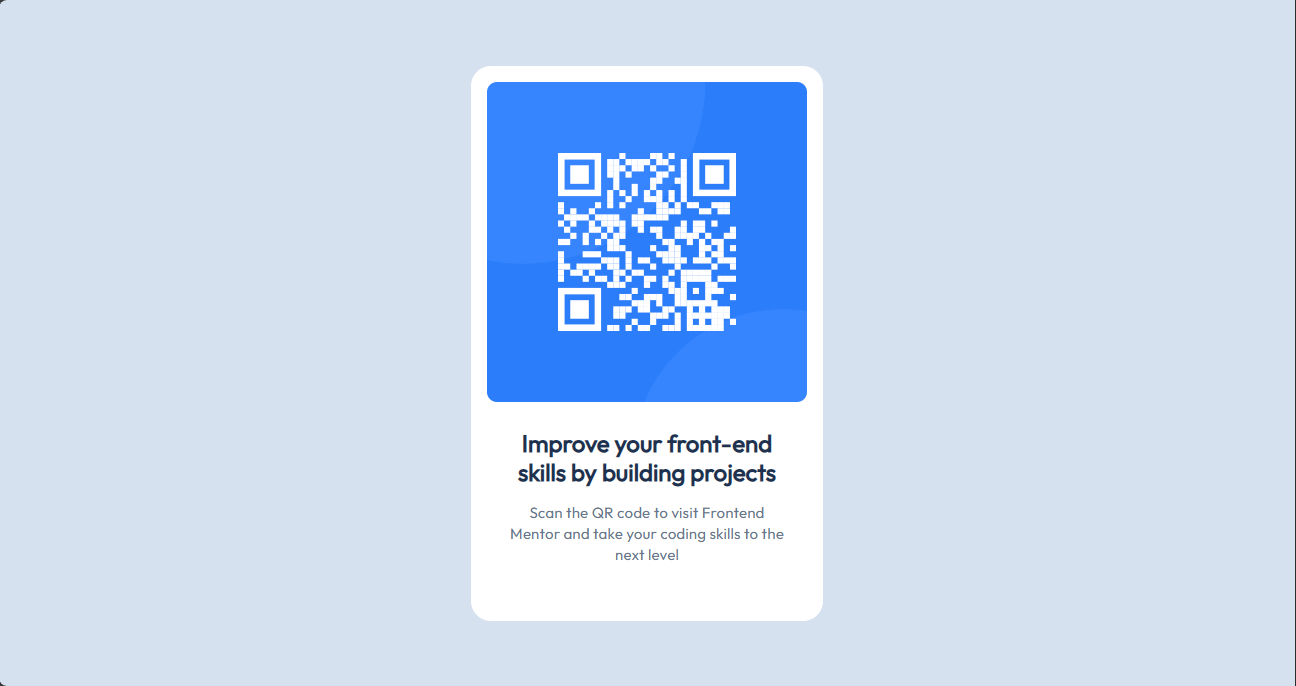 Improve your front-end
skills by building projects
Scan the QR code to visit Frontend
Mentor and take your coding skills to the
next level